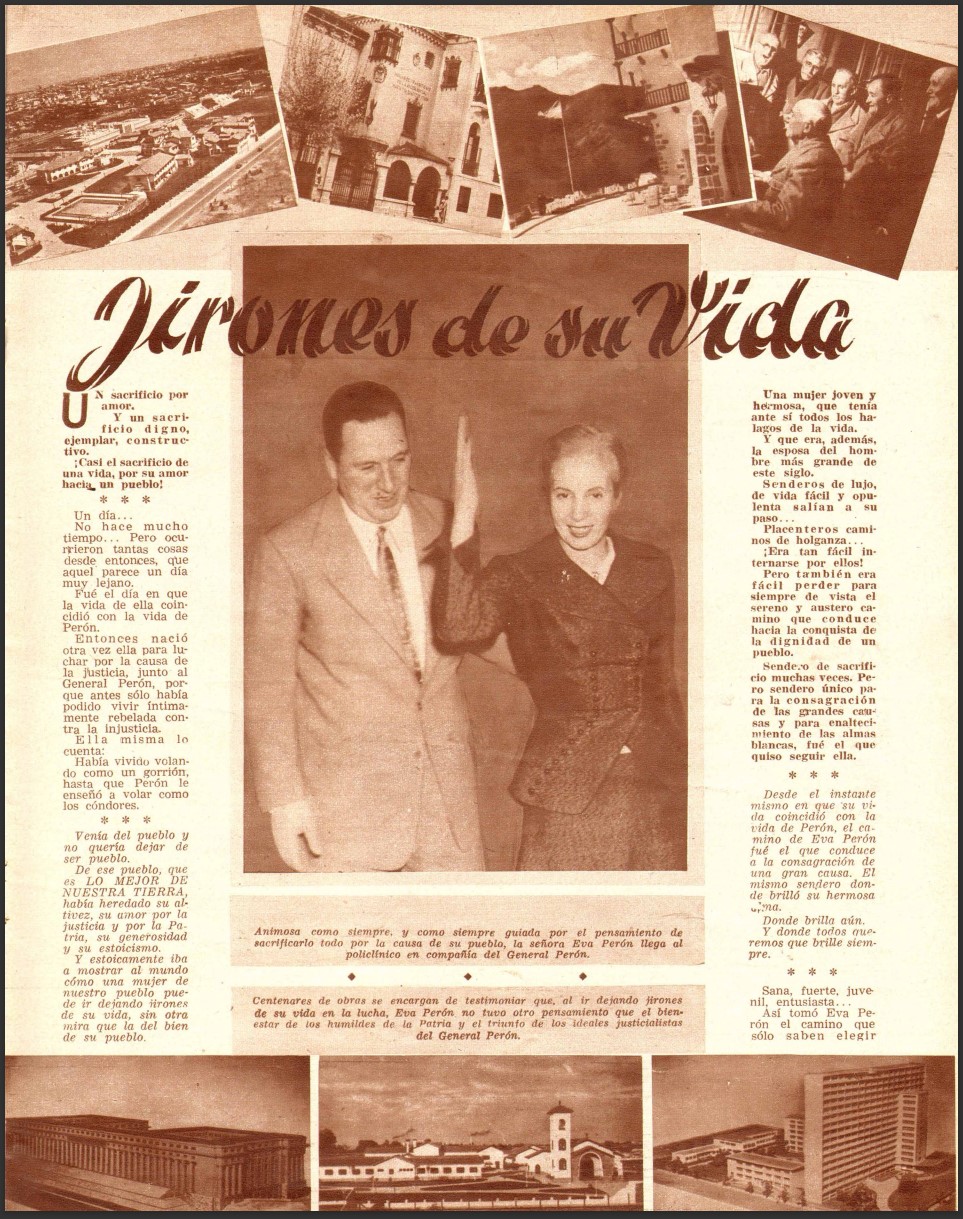 Jirones de su Vida
UN sacrificio por
amor.
Y un sacri-
ficio digno,
ejemplar, construc-
tivo.
¡Casi el sacrificio de
una vida, por su amor
hacia un pueblo!
* * *
Un día...
No hace mucho
tiempo... Pero ocu-
rrieron tantas cosas
desde entonces, que
aquel parece un día
muy lejano.
Fué el día en que
la vida de ella coin-
cidió con la vida de
Perón.
Entonces nació
otra vez ella para lu-
char por la causa de
la justicia, junto al
General Perón, por-
que antes sólo había
podido vivir íntima-
mente rebelada con-
tra la injusticia.
Ella misma lo
cuenta:
Había vivido volan-
do como un gorrión,
hasta que Perón le
enseñó a volar como
los cóndores.
* * *
Venía del pueblo y
no quería dejar de
ser pueblo.
De ese pueblo, que
es LO MEJOR DE
NUESTRA TIERRA,
había heredado su al-
tivez, su amor por la
justicia y por la Pa-
tria, su generosidad
y su estoicismo.
Y estoicamente iba
a mostrar al mundo
cómo una mujer de
nuestro pueblo pue-
de ir dejando jirones
de su vida, sin otra
mira que la del bien
de su pueblo.
Animosa como siempre, y como siempre guiada por el pensamiento de
sacrificarlo todo por la causa de su pueblo, la señora Eva Perón llega al
policlínico en compañía del General Perón.
Centenares de obras se encargan de testimoniar que, al ir dejando jirones
de su vida en la lucha, Eva Perón no tuvo otro pensamiento que el bien-
estar de los humildes de la Patria y el triunfo de los ideales justicialistas
del General Perón.
Una mujer joven y
hermosa, que tenía
ante sí todos los ha-
lagos de la vida.
Y que era, además,
la esposa del hom-
bre más grande de
este siglo.
Senderos de lujo,
de vida fácil y opu-
lenta salían a su
paso...
Placenteros cami-
nos de holganza...
¡Era tan fácil in-
ternarse por ellos!
Pero también era
fácil perder para
siempre de vista el
sereno y austero ca-
mino que conduce
hacia la conquista de
la dignidad de un
pueblo.
Sendero de sacrifi-
cio muchas veces. Pe-
ro sendero único pa-
ra la consagración
de las grandes cau-
sas y para enalteci-
miento de las almas
blancas, fué el que
quiso seguir ella.
* * *
Desde el instante
mismo en que su vi-
da coincidió con la
vida de Perón, el ca-
mino de Eva Perón
fué el que conduce
a la consagración de
una gran causa. El
mismo sendero don-
de brilló su hermosa
alma.
Donde brilla aún.
Y donde todos que-
remos que brille siem-
pre.
* * *
Sana, fuerte, juve-
nil, entusiasta...
Así tomó Eva Pe-
rón el camino que
sólo saben elegir